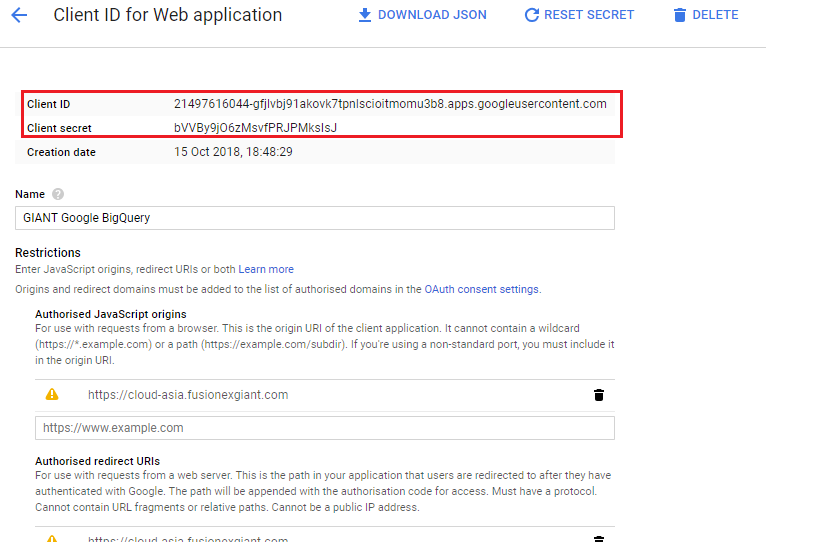 Client ID for Web application DOWNLOAD JSON RESET SECRET DELETE
Client ID 21497616044-gfjlvbj91akovk7tpnlscioitmomu3b8.apps.googleusercontent.com
Client secret bVVBy9jO6zMsvfPRJPMksIsJ
Creation date 15 Oct 2018, 18:48:29
Name ?
GIANT Google BigQuery
Restrictions
Enter JavaScript origins, redirect URIs or both Learn more
Origins and redirect domains must be added to the list of authorised domains in the OAuth consent settings.
Authorised JavaScript origins
For use with requests from a browser. This is the origin URI of the client application. It cannot contain a wildcard
(https://*.example.com) or a path (https://example.com/subdir). If you're using a non-standard port, you must include it
in the origin URI.
https://cloud-asia.fusionexgiant.com
https://www.example.com
Authorised redirect URIs
For use with requests from a web server. This is the path in your application that users are redirected to after they have
authenticated with Google. The path will be appended with the authorisation code for access. Must have a protocol.
Cannot contain URL fragments or relative paths. Cannot be a public IP address.
https://cloud-asia.fusionexgiant.com